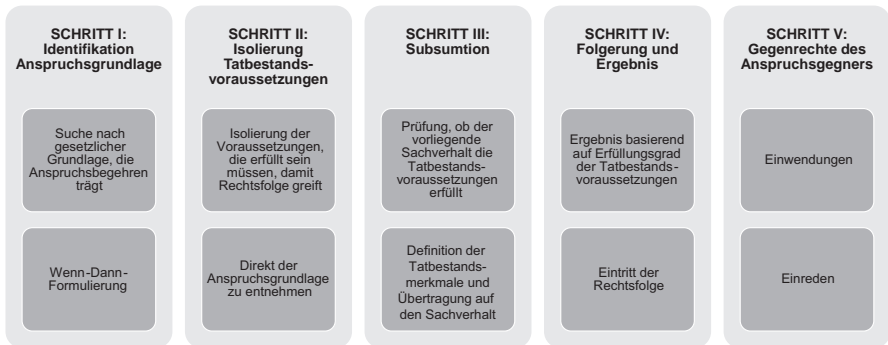 SCHRITT I:
Identifikation
Anspruchsgrundlage
Suche nach
gesetzlicher
Grundlage, die
Anspruchsbegehren
trägt
Wenn-Dann-
Formulierung
SCHRITT II:
Isolierung
Tatbestands-
voraussetzungen
Isolierung der
Voraussetzungen,
die erfüllt sein
müssen, damit
Rechtsfolge greift
Direkt der
Anspruchsgrundlage
zu entnehmen
SCHRITT III:
Subsumtion
Prüfung, ob der
vorliegende
Sachverhalt die
Tatbestands-
voraussetzungen
erfüllt
Definition der
Tatbestands-
merkmale und
Übertragung auf
den Sachverhalt
SCHRITT IV:
Folgerung und
Ergebnis
Ergebnis basierend
auf Erfüllungsgrad
der Tatbestands-
voraussetzungen
Eintritt der
Rechtsfolge
SCHRITT V:
Gegenrechte des
Anspruchsgegners
Einwendungen
Einreden